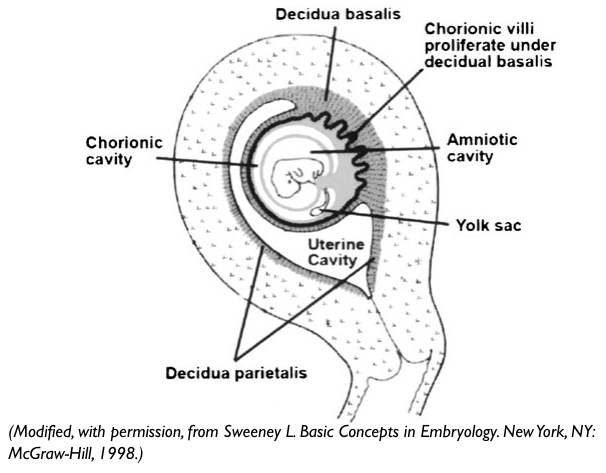 Decidua basalis
Chorionic villi
proliferate under
decidual basalis
Chorionic
cavity
Amniotic
cavity
Yolk sac
Uterine
Cavity
Decidua parietalis
(Modified, with permission, from Sweeney L. Basic Concepts in Embryology. New York, NY:
McGraw-Hill, 1998.)